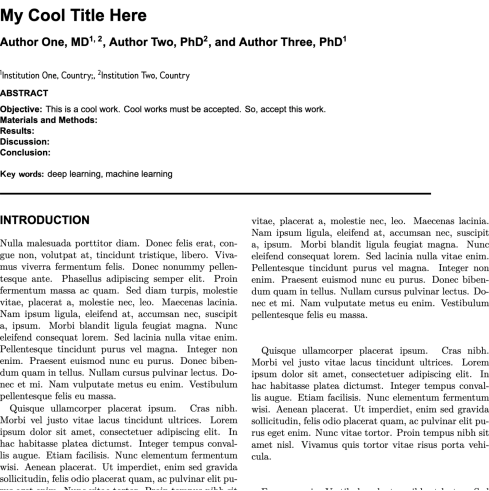 My Cool Title Here
Author One, MD1, 2, Author Two, PhD2, and Author Three, PhD1
1Institution One, Country;, 2Institution Two, Country
ABSTRACT
Objective: This is a cool work. Cool works must be accepted. So, accept this work.
Materials and Methods:
Results:
Discussion:
Conclusion:
Key words: deep learning, machine learning
INTRODUCTION
Nulla malesuada porttitor diam. Donec felis erat, con-
gue non, volutpat at, tincidunt tristique, libero. Viva-
mus viverra fermentum felis. Donec nonummy pellen-
tesque ante. Phasellus adipiscing semper elit. Proin
fermentum massa ac quam. Sed diam turpis, molestie
vitae, placerat a, molestie nec, leo. Maecenas lacinia.
Nam ipsum ligula, eleifend at, accumsan nec, suscipit
a, ipsum. Morbi blandit ligula feugiat magna. Nunc
eleifend consequat lorem. Sed lacinia nulla vitae enim.
Pellentesque tincidunt purus vel magna. Integer non
enim. Praesent euismod nunc eu purus. Donec biben-
dum quam in tellus. Nullam cursus pulvinar lectus. Do-
nec et mi. Nam vulputate metus eu enim. Vestibulum
pellentesque felis eu massa.
Quisque ullamcorper placerat ipsum. Cras nibh.
Morbi vel justo vitae lacus tincidunt ultrices. Lorem
ipsum dolor sit amet, consectetuer adipiscing elit. In
hac habitasse platea dictumst. Integer tempus conval-
lis augue. Etiam facilisis. Nunc elementum fermentum
wisi. Aenean placerat. Ut imperdiet, enim sed gravida
sollicitudin, felis odio placerat quam, ac pulvinar elit pu-
vitae, placerat a, molestie nec, leo. Maecenas lacinia.
Nam ipsum ligula, eleifend at, accumsan nec, suscipit
a, ipsum. Morbi blandit ligula feugiat magna. Nunc
eleifend consequat lorem. Sed lacinia nulla vitae enim.
Pellentesque tincidunt purus vel magna. Integer non
enim. Praesent euismod nunc eu purus. Donec biben-
dum quam in tellus. Nullam cursus pulvinar lectus. Do-
nec et mi. Nam vulputate metus eu enim. Vestibulum
pellentesque felis eu massa.
Quisque ullamcorper placerat ipsum. Cras nibh.
Morbi vel justo vitae lacus tincidunt ultrices. Lorem
ipsum dolor sit amet, consectetuer adipiscing elit. In
hac habitasse platea dictumst. Integer tempus conval-
lis augue. Etiam facilisis. Nunc elementum fermentum
wisi. Aenean placerat. Ut imperdiet, enim sed gravida
sollicitudin, felis odio placerat quam, ac pulvinar elit pu-
rus eget enim. Nunc vitae tortor. Proin tempus nibh sit
amet nisl. Vivamus quis tortor vitae risus porta vehi-
cula.